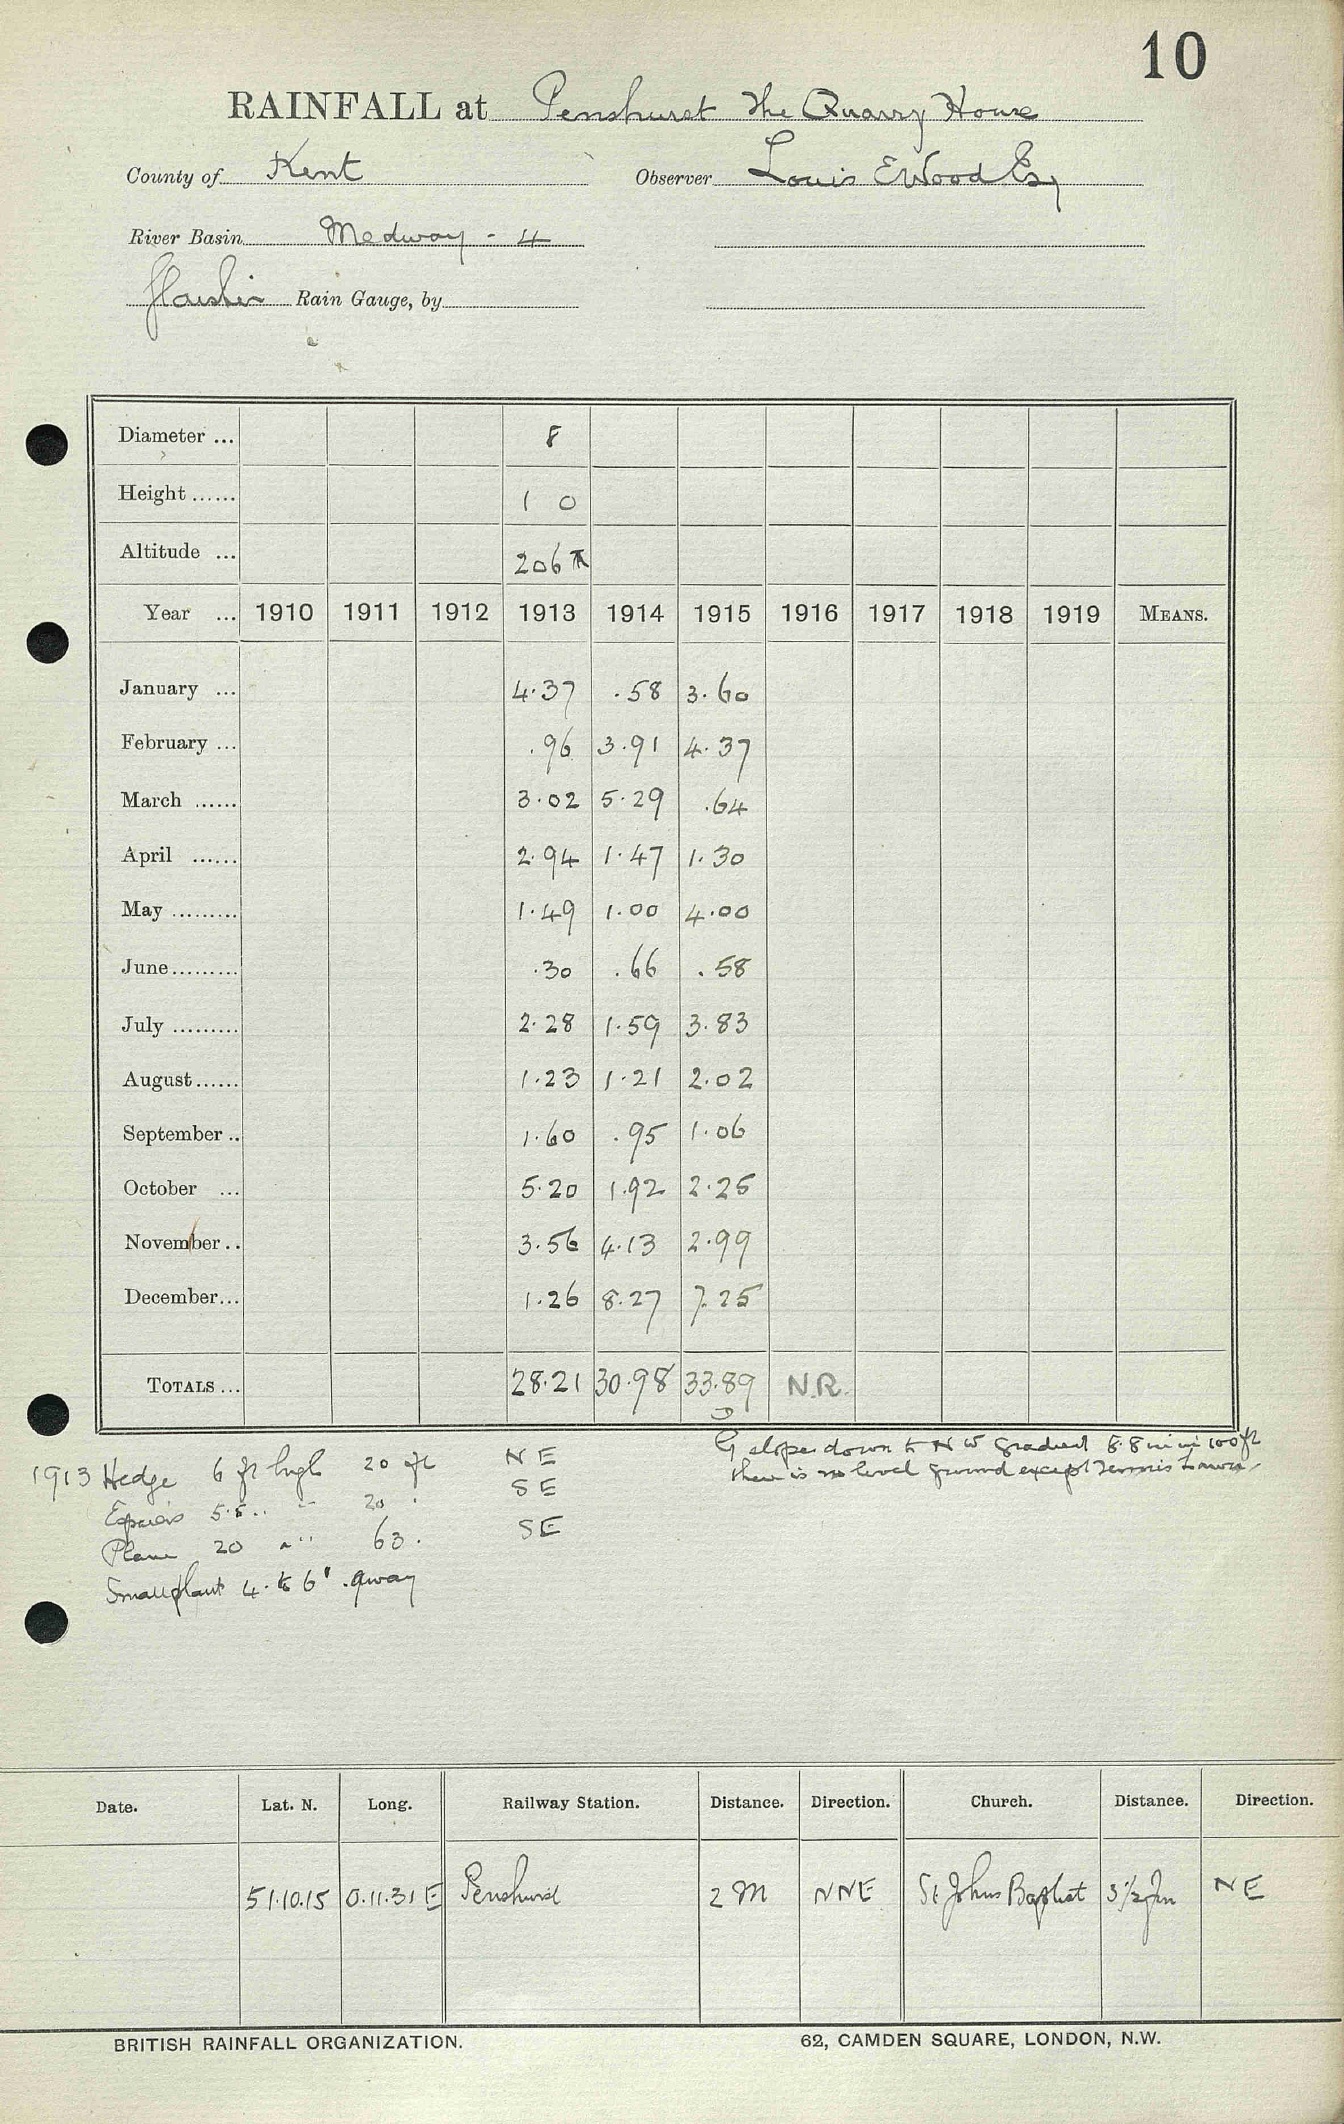 10
RAINFALL at Penshurst The Quarry House
County of Kent Observer Louis E Wood Esq
River Basin Medway - 4
Rain Gauge, by
Diameter ... 8
Height ...... 1 0
Altitude ... 206
Year ... 1910 1911 1912 1913 1914 1915 1916 1917 1918 1919 MEANS.
January ... 4.37 .58 3.60
February ... .96 3.91 4.37
March ...... 3.02 5.29 .64
April ...... 2.94 1.47 1.30
May ......... 1.49 1.00 4.00
June......... .30 .66 .58
July ......... 2.28 1.59 3.83
August...... 1.23 1.21 2.02
September .. 1.60 .95 1.06
October ... 5.20 1.92 2.25
November .. 3.56 4.13 2.99
December... 1.26 8.27 7.25
TOTALS ... 28.21 30.98 33.89 N.R.
G slopes down to NW gradient 8.8 in in 100 ft
there is no level ground except Tennis Lawn
1913 Hedge 6 ft high 20 ft NE
5.5 .. " 20 . SE
Plane 20 " " 63 . SE
Small plant 4. to 6' away
Date. Lat. N. Long. Railway Station. Distance. Direction. Church. Distance. Direction.
51.10.15 0.11.31 E Penshurst 2 M NNE St Johns Baptist 3½ fm NE
BRITISH RAINFALL ORGANIZATION. 62, CAMDEN SQUARE, LONDON, N.W.